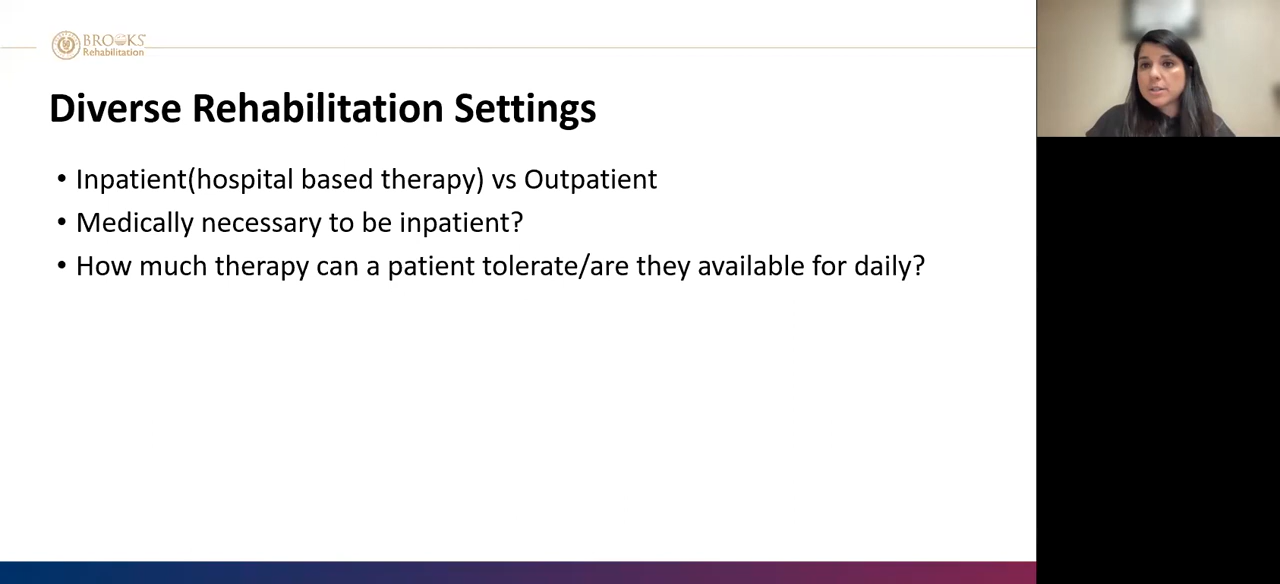 BROOKS
Rehabilitation
Diverse Rehabilitation Settings
• Inpatient(hospital based therapy) vs Outpatient
• Medically necessary to be inpatient?
• How much therapy can a patient tolerate/are they available for daily?